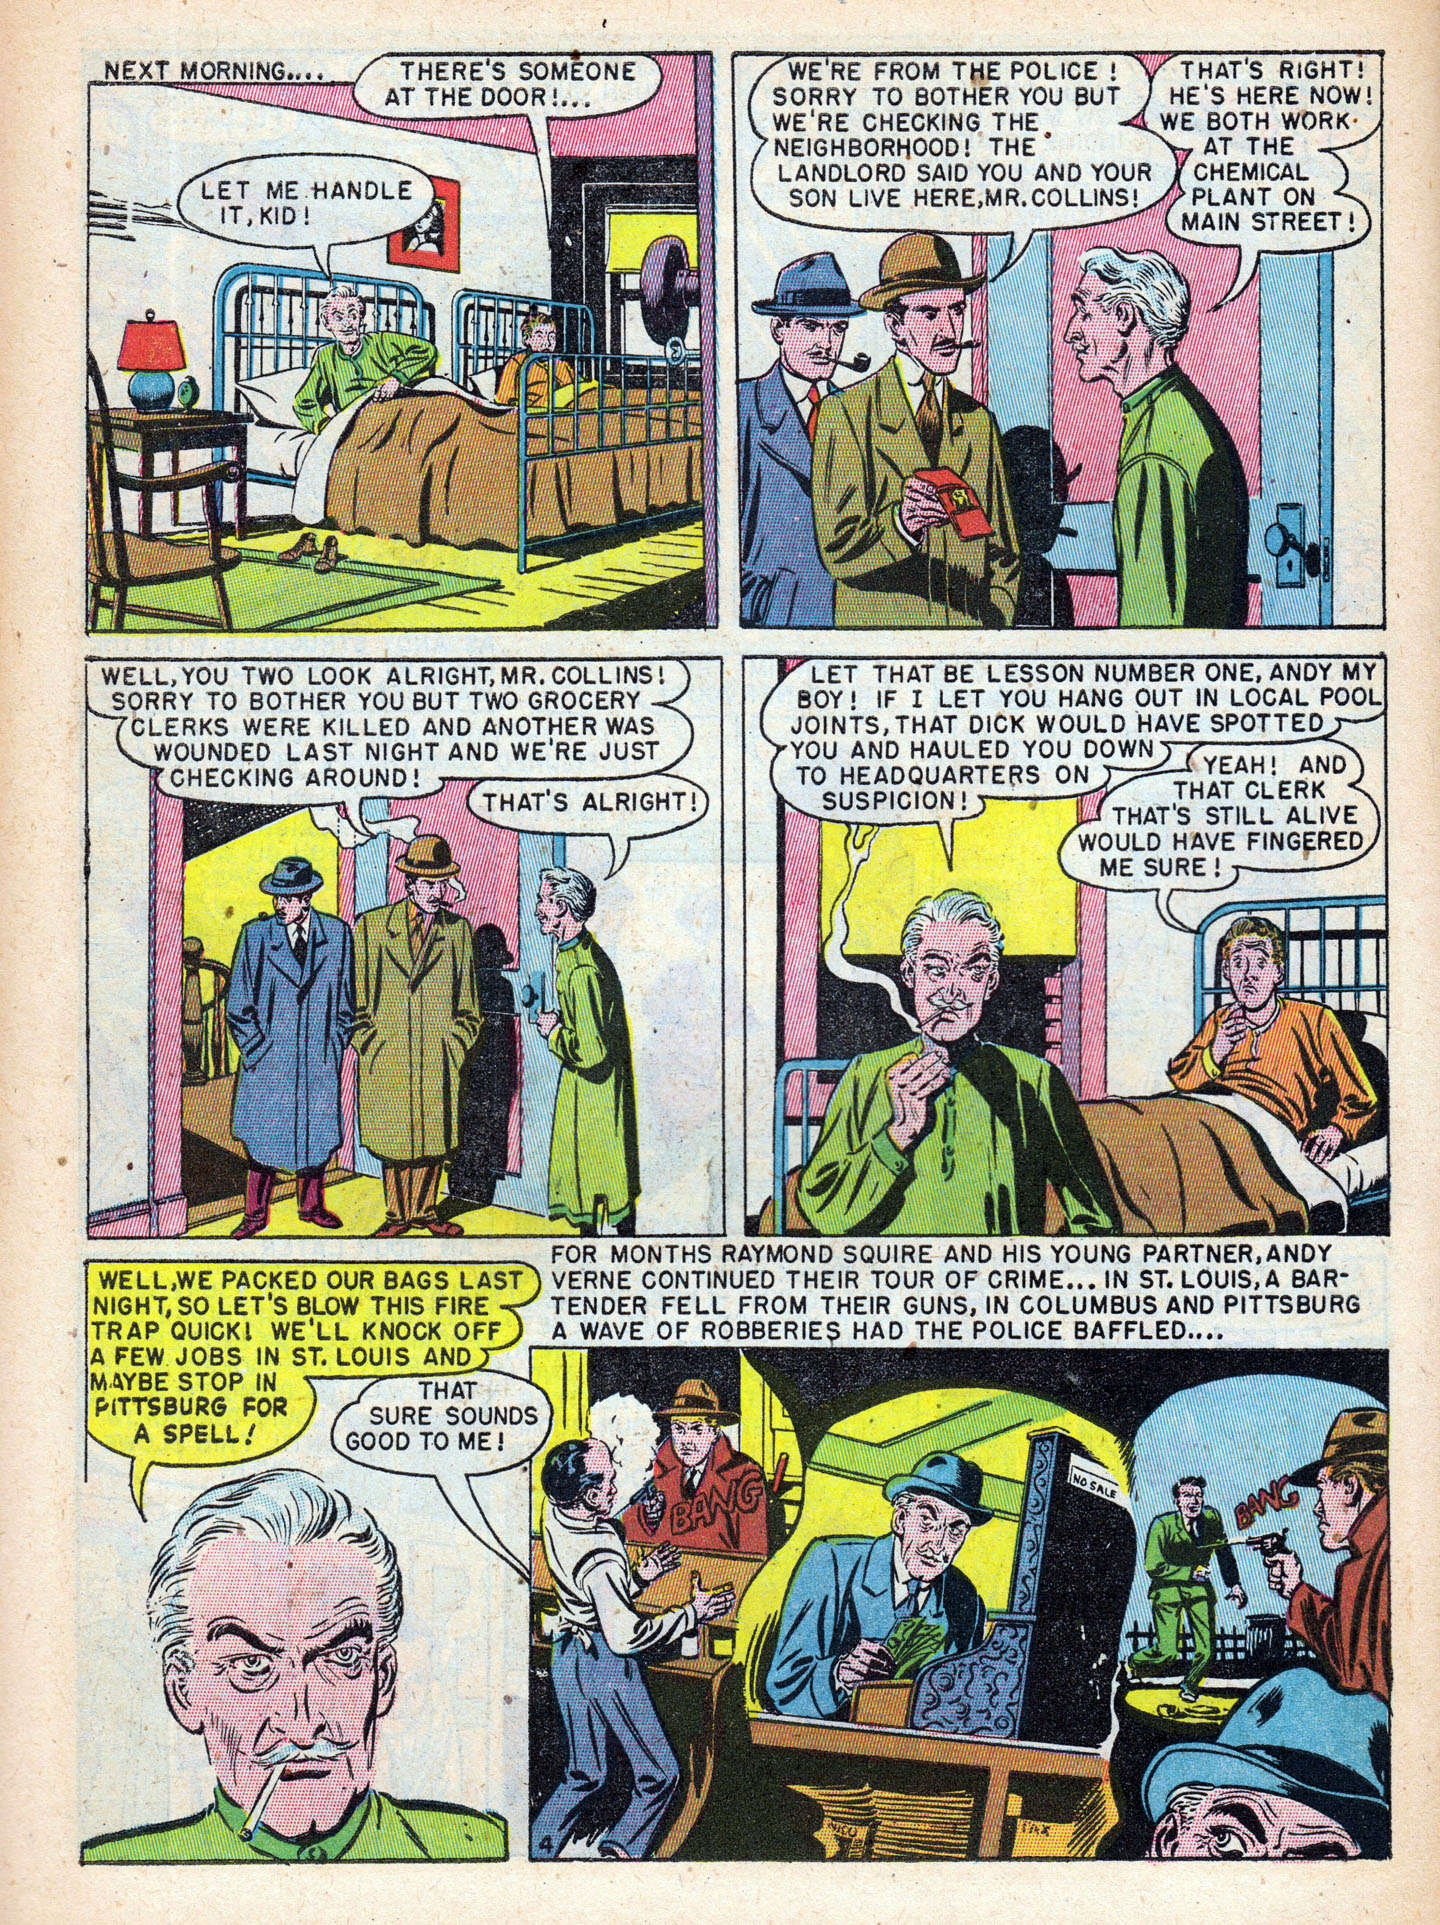 NEXT MORNING....
THERE'S SOMEONE
AT THE DOOR!...
LET ME HANDLE
IT, KID!
WE'RE FROM THE POLICE!
SORRY TO BOTHER YOU BUT
WE'RE CHECKING THE
NEIGHBORHOOD! THE
LANDLORD SAID YOU AND YOUR
SON LIVE HERE, MR. COLLINS!
THAT'S RIGHT!
HE'S HERE NOW!
WE BOTH WORK
AT THE
CHEMICAL
PLANT ON
MAIN STREET!
WELL, YOU TWO LOOK ALRIGHT, MR. COLLINS!
SORRY TO BOTHER YOU BUT TWO GROCERY
CLERKS WERE KILLED AND ANOTHER WAS
WOUNDED LAST NIGHT AND WE'RE JUST
CHECKING AROUND!
THAT'S ALRIGHT!
LET THAT BE LESSON NUMBER ONE, ANDY MY
BOY! IF I LET YOU HANG OUT IN LOCAL POOL
JOINTS, THAT DICK WOULD HAVE SPOTTED
YOU AND HAULED YOU DOWN
TO HEADQUARTERS ON
SUSPICION!
YEAH! AND
THAT CLERK
THAT'S STILL ALIVE
WOULD HAVE FINGERED
ME SURE!
WELL, WE PACKED OUR BAGS LAST
NIGHT, SO LET'S BLOW THIS FIRE
TRAP QUICK! WE'LL KNOCK OFF
A FEW JOBS IN ST. LOUIS AND
MAYBE STOP IN
PITTSBURG FOR
A SPELL!
THAT
SURE SOUNDS
GOOD TO ME!
FOR MONTHS RAYMOND SQUIRE AND HIS YOUNG PARTNER, ANDY
VERNE CONTINUED THEIR TOUR OF CRIME... IN ST. LOUIS, A BAR-
TENDER FELL FROM THEIR GUNS, IN COLUMBUS AND PITTSBURG
A WAVE OF ROBBERIES HAD THE POLICE BAFFLED....
BANG
NO SALE
BANG
4